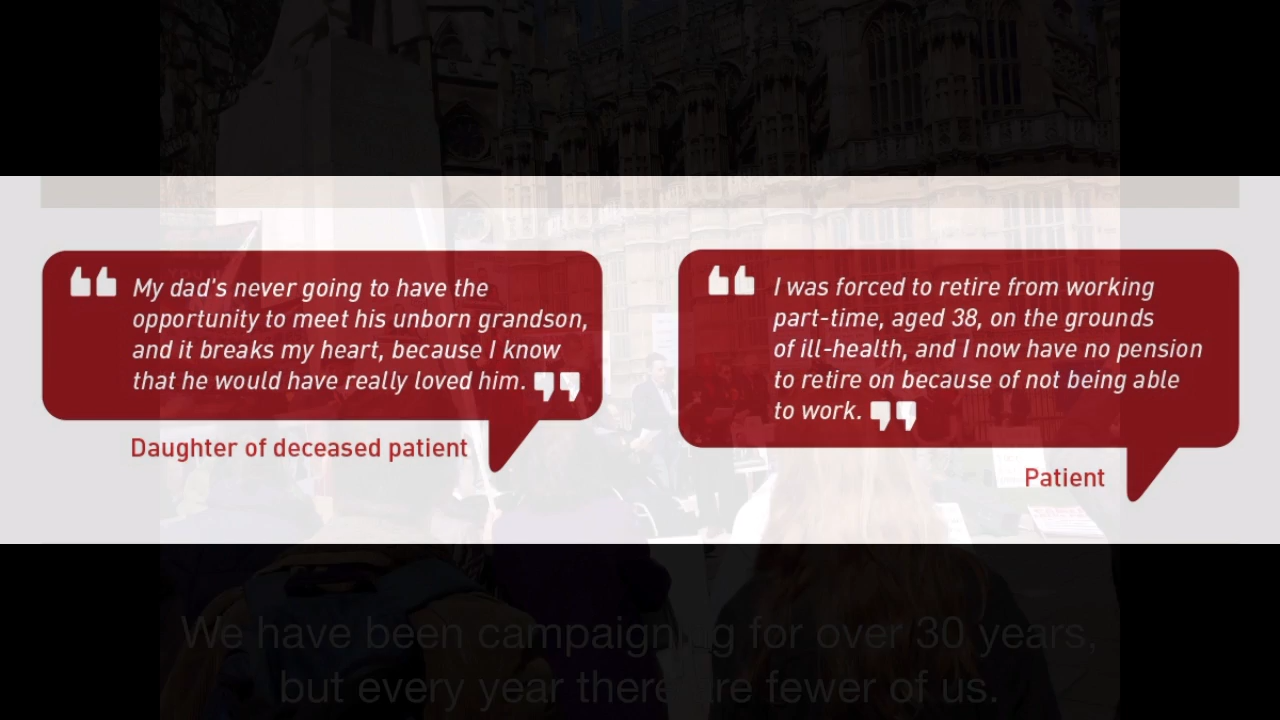 “My dad's never going to have the
opportunity to meet his unborn grandson,
and it breaks my heart, because I know
that he would have really loved him.”
Daughter of deceased patient
“I was forced to retire from working
part-time, aged 38, on the grounds
of ill-health, and I now have no pension
to retire on because of not being able
to work.”
Patient
We have been campaigning for over 30 years,
but every year there are fewer of us.